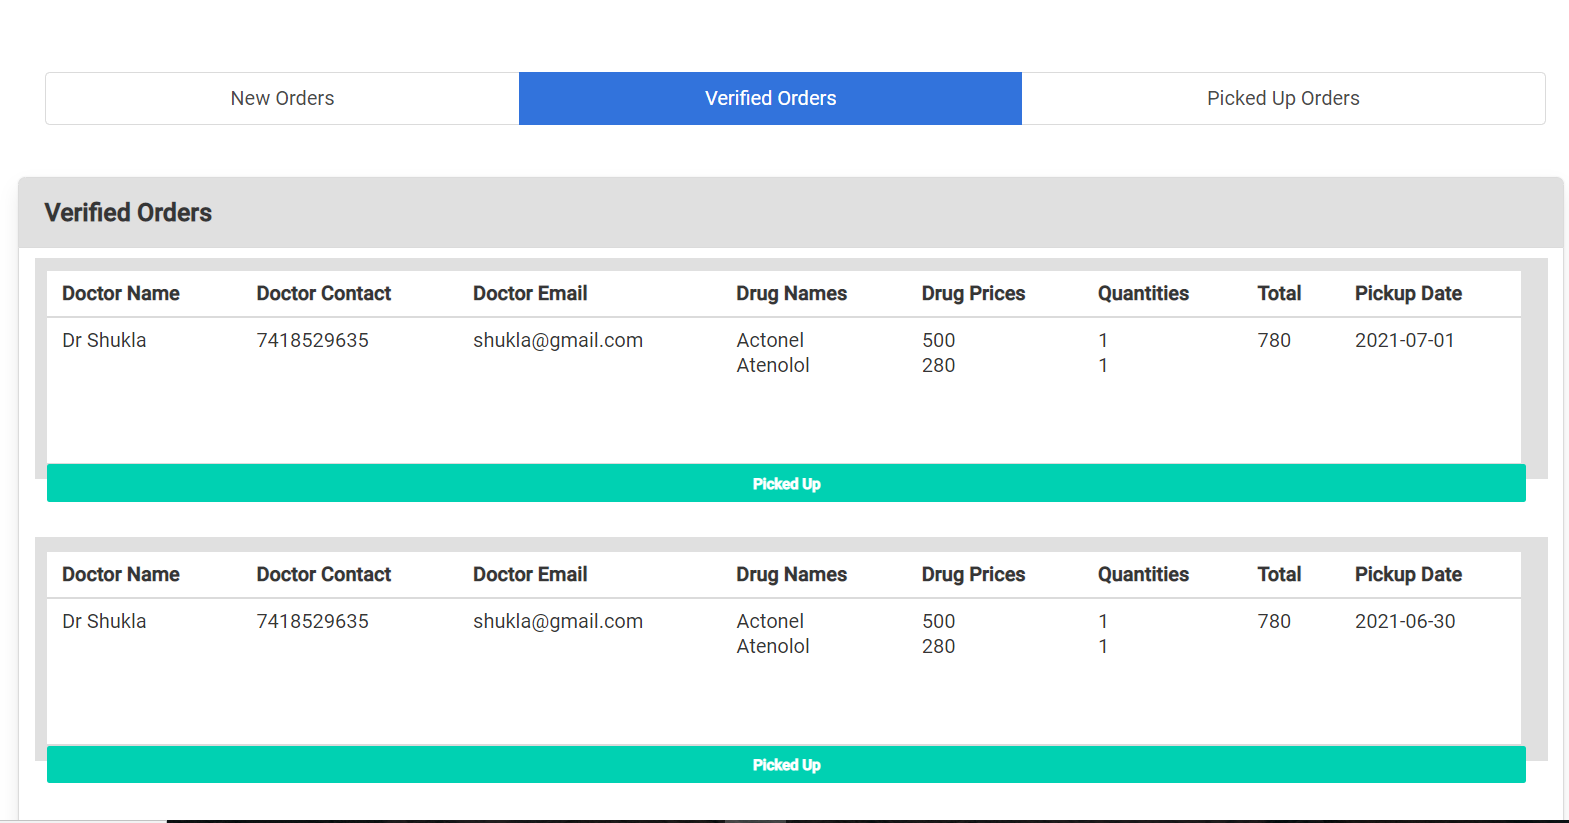 New Orders Verified Orders Picked Up Orders
Verified Orders
Doctor Name Doctor Contact Doctor Email Drug Names Drug Prices Quantities Total Pickup Date
Dr Shukla 7418529635 shukla@gmail.com Actonel 500 1 780 2021-07-01
Atenolol 280 1
Picked Up
Doctor Name Doctor Contact Doctor Email Drug Names Drug Prices Quantities Total Pickup Date
Dr Shukla 7418529635 shukla@gmail.com Actonel 500 1 780 2021-06-30
Atenolol 280 1
Picked Up